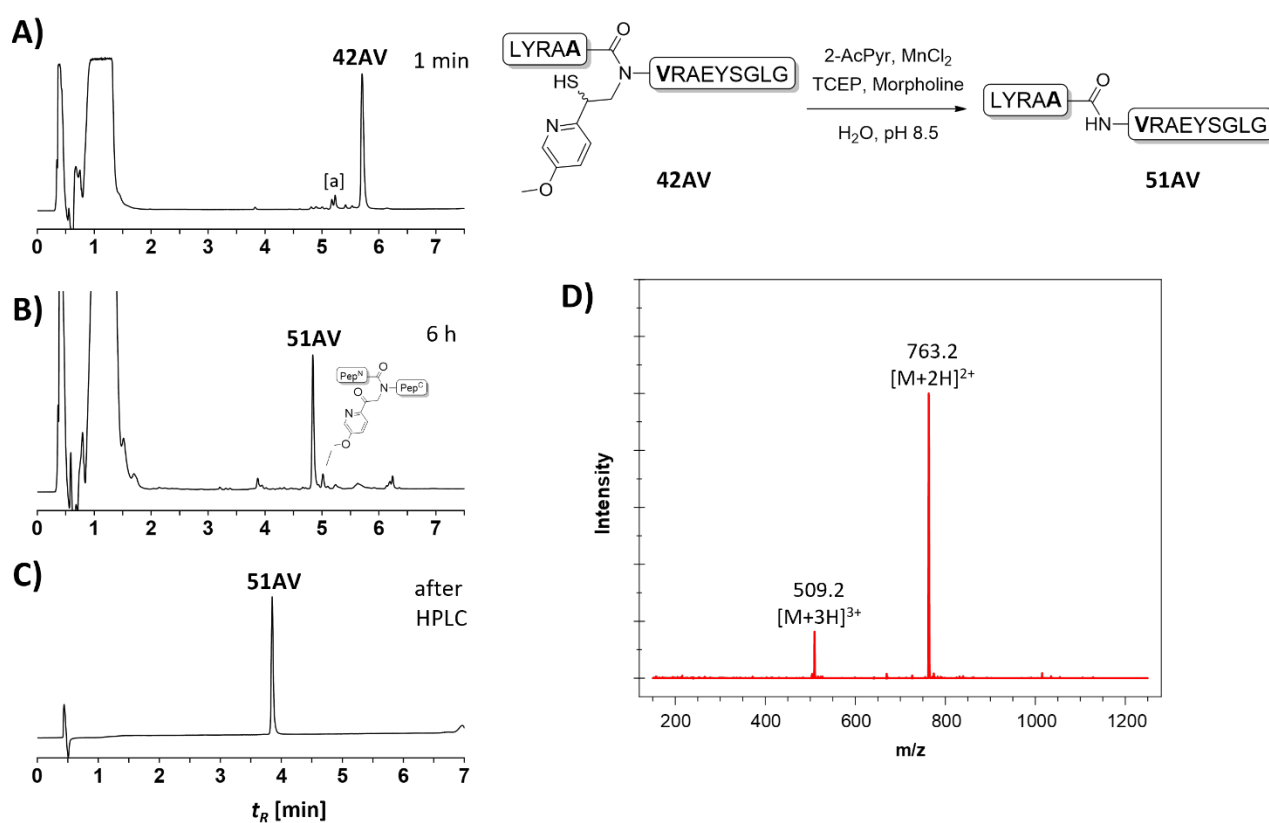 A)
42AV
1 min
[a]
0 1 2 3 4 5 6 7
LYRAA
O
N
VRAEYSGLG
HS
N
O
42AV
2-AcPyr, MnCl₂
TCEP, Morpholine
H₂O, pH 8.5
LYRAA
O
HN
VRAEYSGLG
51AV
B)
51AV
6 h
Pepᴺ
O
N
Pepᶜ
O
N
O
0 1 2 3 4 5 6 7
C)
51AV
after
HPLC
0 1 2 3 4 5 6 7
tR [min]
D)
763.2
[M+2H]²⁺
509.2
[M+3H]³⁺
Intensity
200 400 600 800 1000 1200
m/z